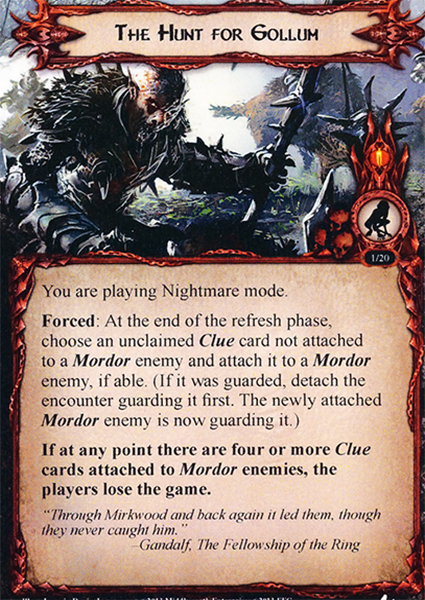 The Hunt for Gollum
1/20
You are playing Nightmare mode.
Forced: At the end of the refresh phase,
choose an unclaimed Clue card not attached
to a Mordor enemy and attach it to a Mordor
enemy, if able. (If it was guarded, detach the
encounter guarding it first. The newly attached
Mordor enemy is now guarding it.)
If at any point there are four or more Clue
cards attached to Mordor enemies, the
players lose the game.
“Through Mirkwood and back again it led them, though
they never caught him.”
–Gandalf, The Fellowship of the Ring